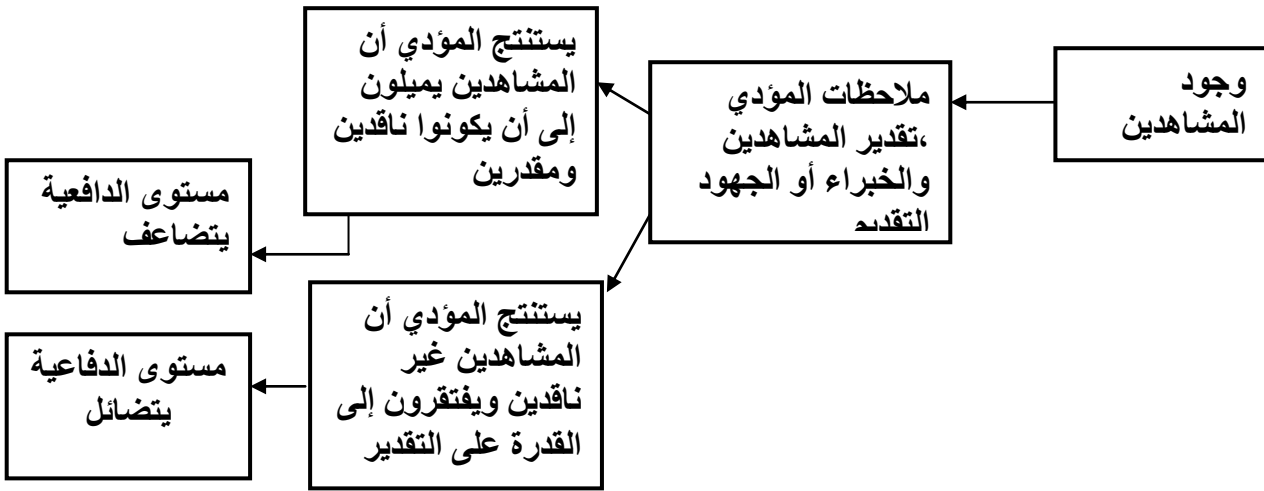 وجود
المشاهدين
ملاحظات المؤدي
،تقدير المشاهدين
والخبراء أو الجهود
التقديم
يستنتج المؤدي أن
المشاهدين يميلون
إلى أن يكونوا ناقدين
ومقدرين
مستوى الدافعية
يتضاعف
يستنتج المؤدي أن
المشاهدين غير
ناقدين ويفتقرون إلى
القدرة على التقدير
مستوى الدفاعية
يتضائل